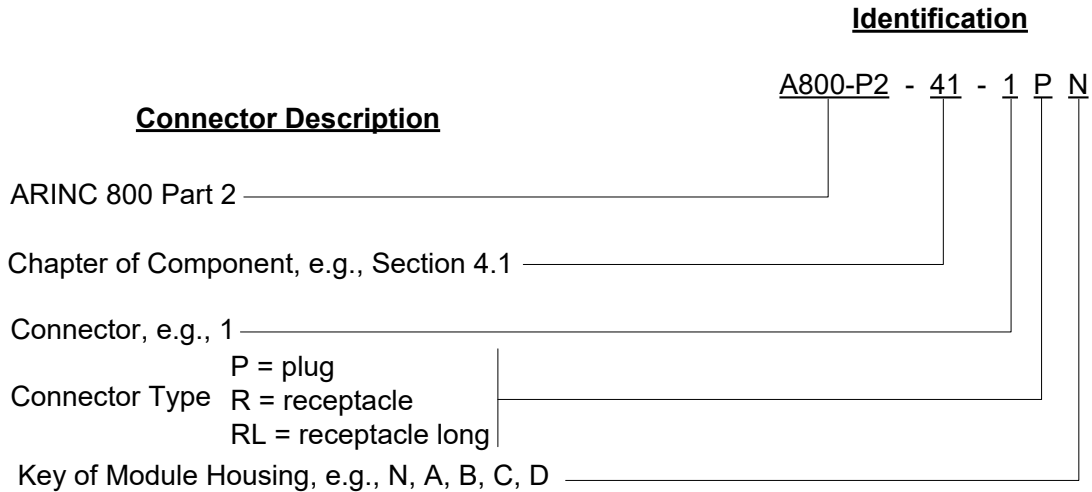 Identification
A800-P2 - 41 - 1 P N
Connector Description
ARINC 800 Part 2
Chapter of Component, e.g., Section 4.1
Connector, e.g., 1
Connector Type
P = plug
R = receptacle
RL = receptacle long
Key of Module Housing, e.g., N, A, B, C, D